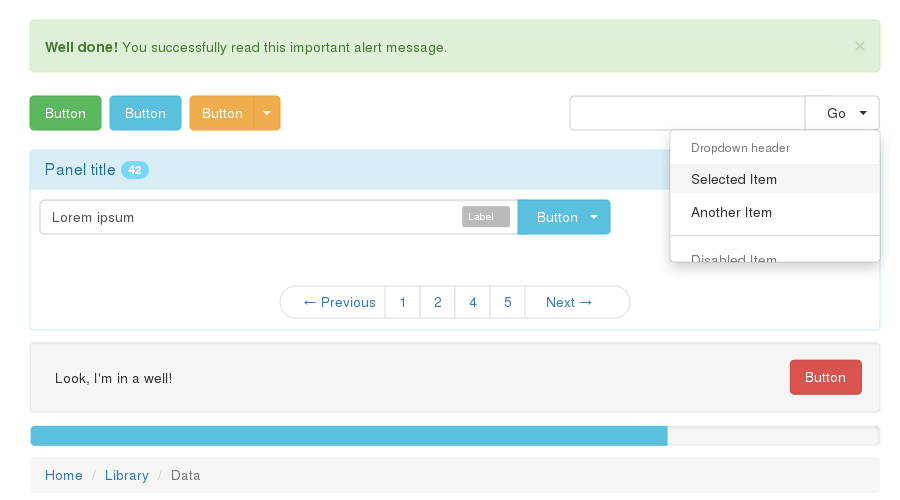 Well done! You successfully read this important alert message. ×
Button Button Button Go
Dropdown header
Panel title 42
Selected Item
Another Item
Lorem ipsum Label Button
Disabled Item
← Previous 1 2 4 5 Next →
Look, I'm in a well! Button
Home / Library / Data